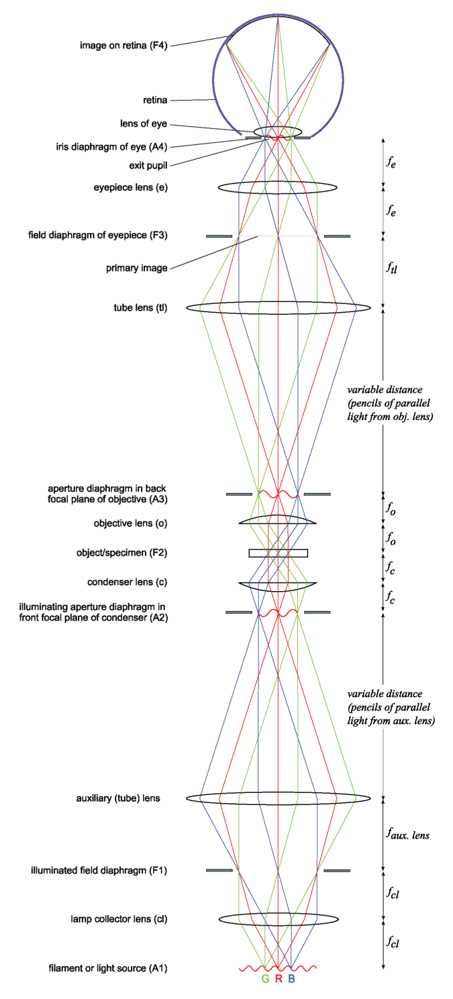 image on retina (F4)
retina
lens of eye
iris diaphragm of eye (A4)
exit pupil
f_e
eyepiece lens (e)
f_e
field diaphragm of eyepiece (F3)
primary image
f_tl
tube lens (tl)
variable distance
(pencils of parallel
light from obj. lens)
aperture diaphragm in back
focal plane of objective (A3)
f_o
objective lens (o)
f_o
object/specimen (F2)
f_c
condenser lens (c)
f_c
illuminating aperture diaphragm in
front focal plane of condenser (A2)
variable distance
(pencils of parallel
light from aux. lens)
auxiliary (tube) lens
f_aux. lens
illuminated field diaphragm (F1)
f_cl
lamp collector lens (cl)
f_cl
filament or light source (A1)
G R B